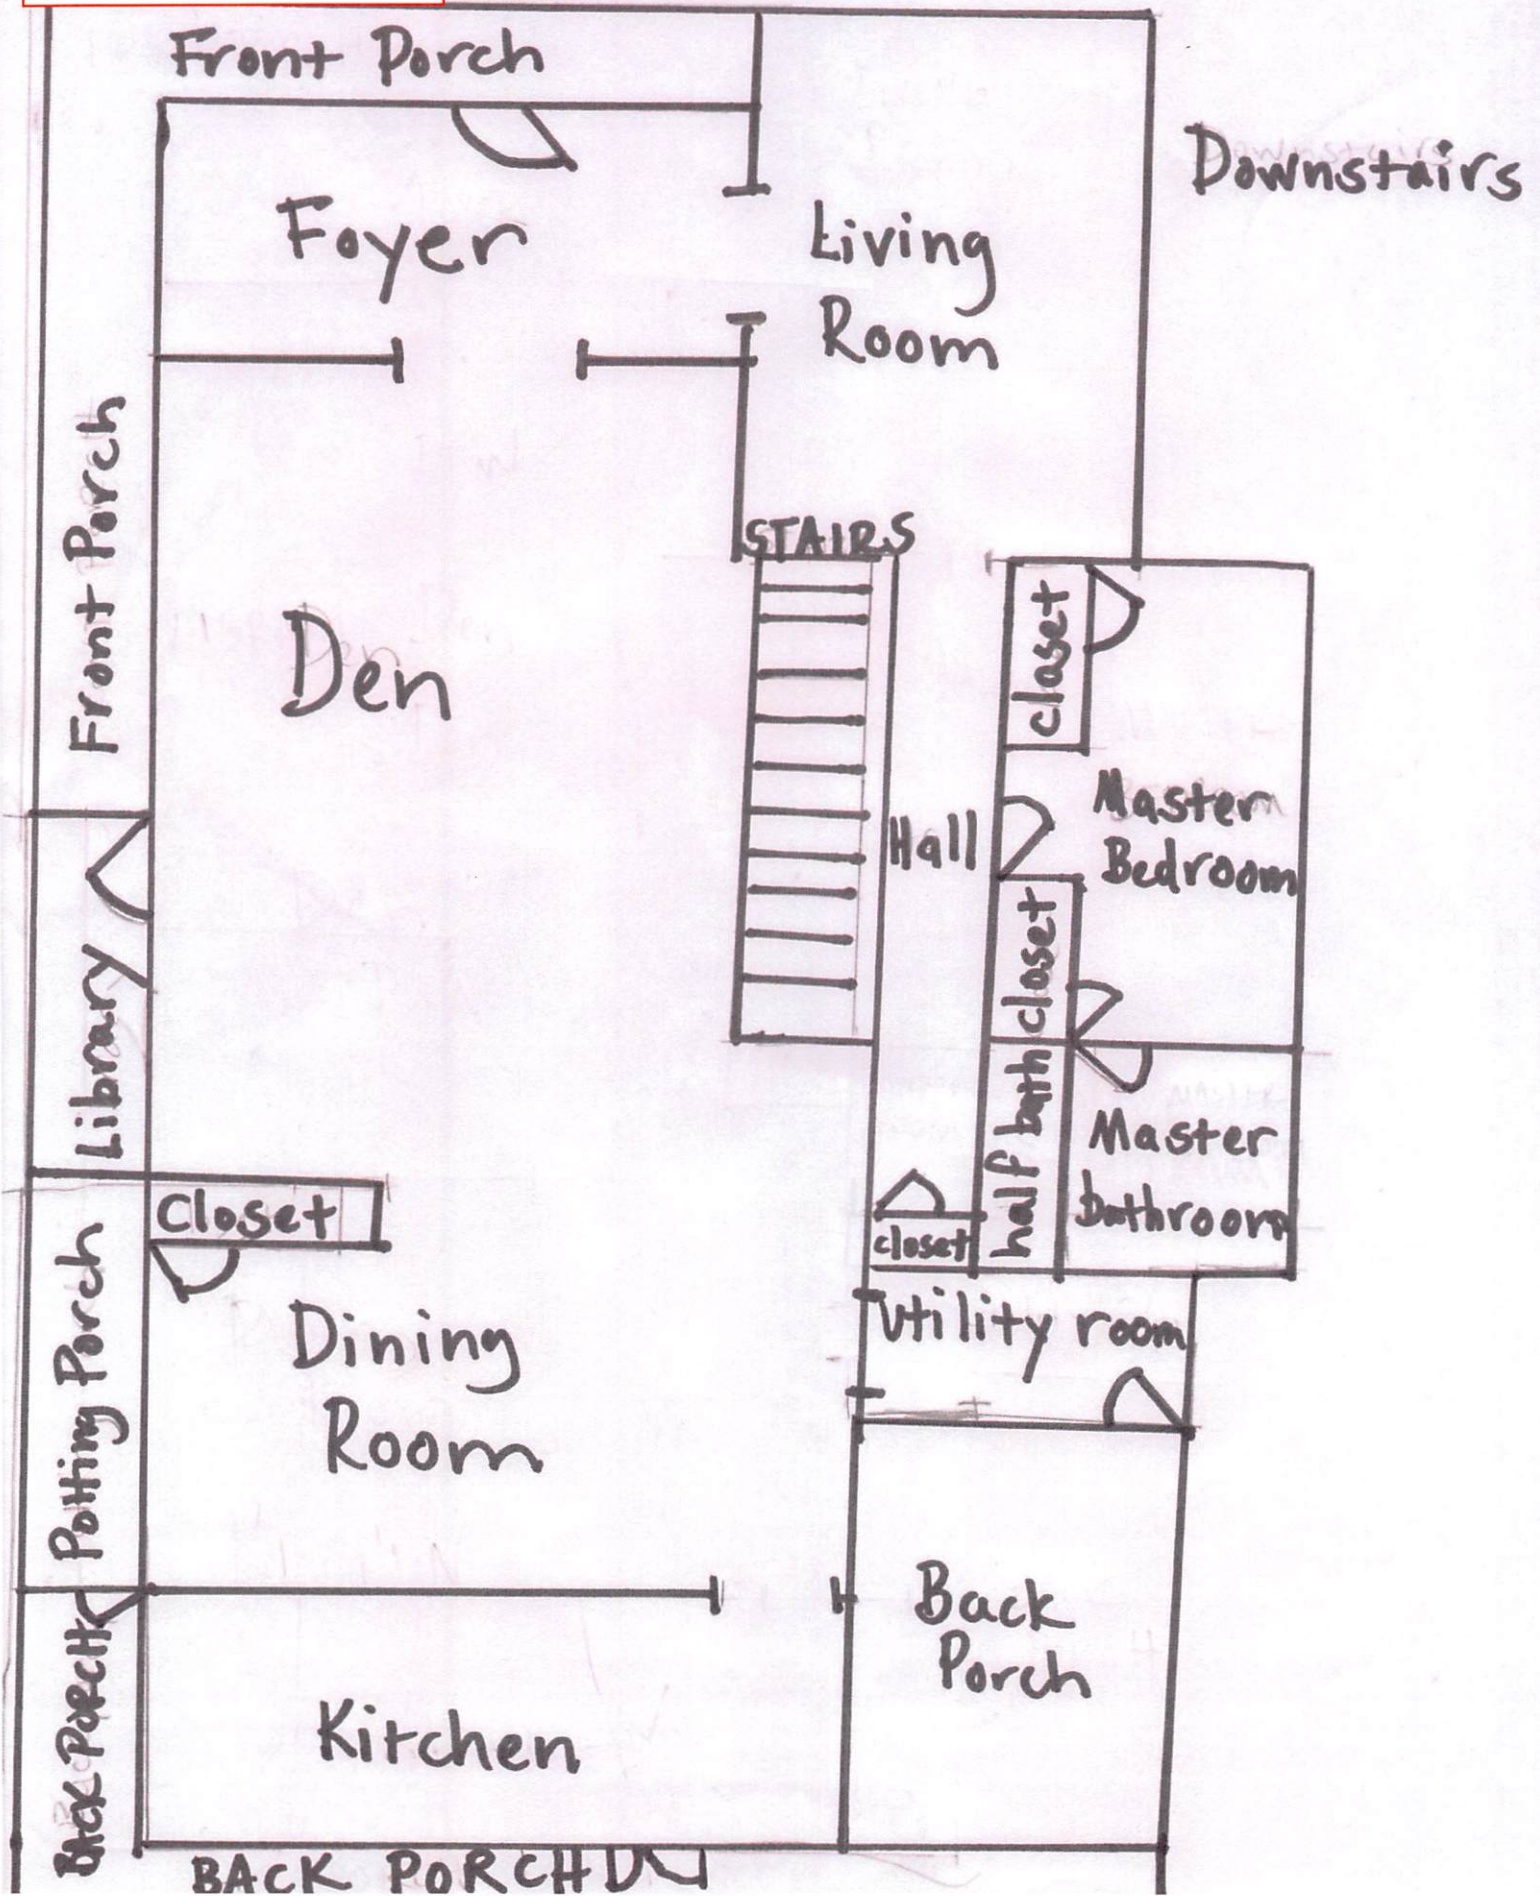 Front Porch
Downstairs
Foyer
Living
Room
Front Porch
STAIRS
Den
closet
Master
Bedroom
Hall
closet
Library
half bath
Master
bathroom
Closet
closet
Potting Porch
Utility room
Dining
Room
Back
Porch
BACK PORCH
Kitchen
BACK PORCH